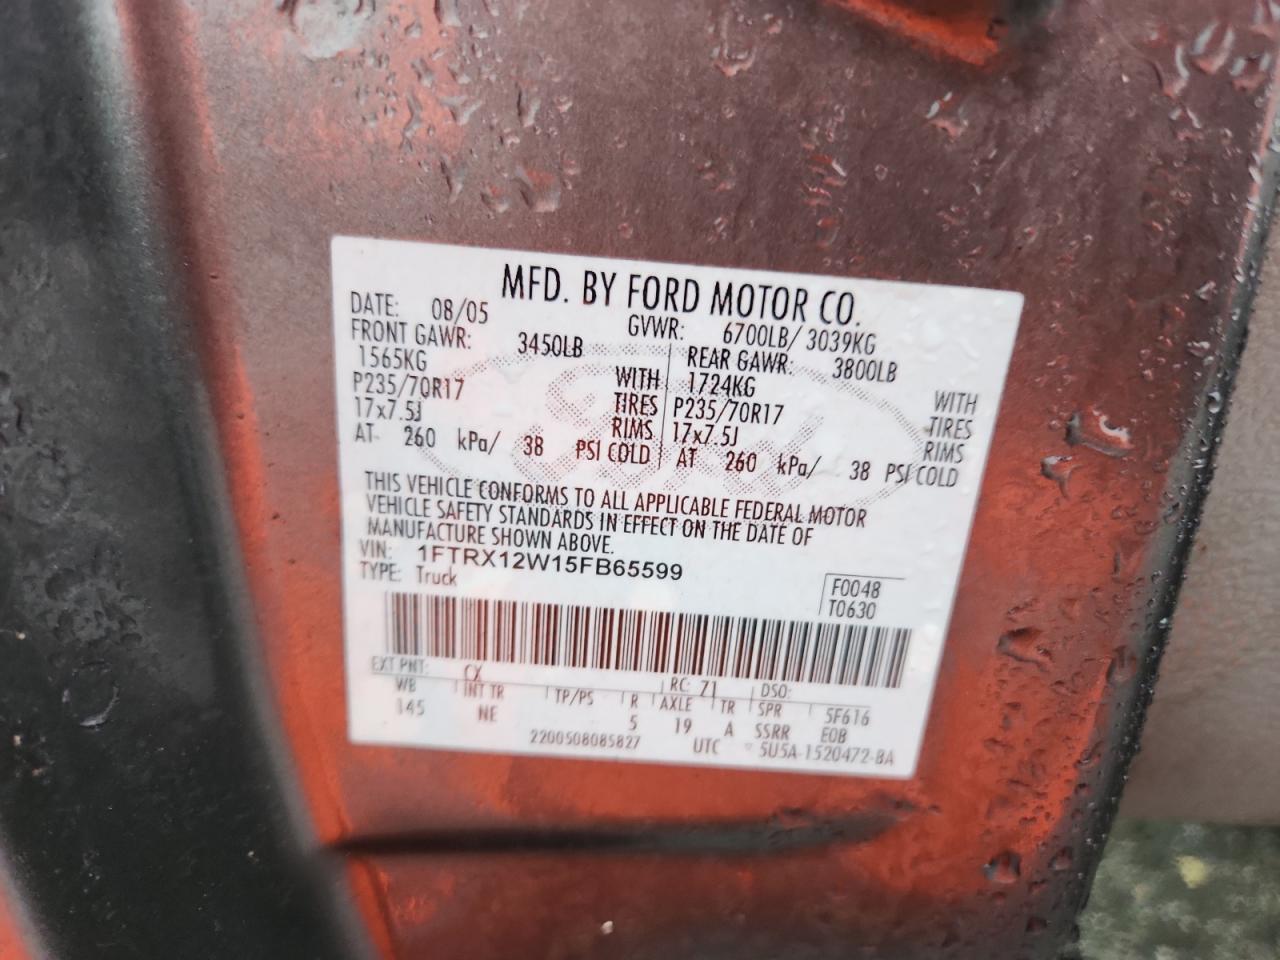 MFD. BY FORD MOTOR CO.
DATE: 08/05 GVWR: 6700LB/ 3039KG
FRONT GAWR: 3450LB REAR GAWR: 3800LB
1565KG WITH 1724KG WITH
P235/70R17 TIRES P235/70R17 TIRES
17x7.5J RIMS 17x7.5J RIMS
AT 260 kPa/ 38 PSI COLD AT 260 kPa/ 38 PSI COLD
THIS VEHICLE CONFORMS TO ALL APPLICABLE FEDERAL MOTOR
VEHICLE SAFETY STANDARDS IN EFFECT ON THE DATE OF
MANUFACTURE SHOWN ABOVE.
VIN: 1FTRX12W15FB65599
TYPE: Truck
F0048
T0630
EXT PNT: CX RC: 71 DSO:
WB INT TR TP/PS R AXLE TR SPR 5F616
145 NE 5 19 A SSRR EOB
2200508085827 UTC 5U5A-1520472-BA